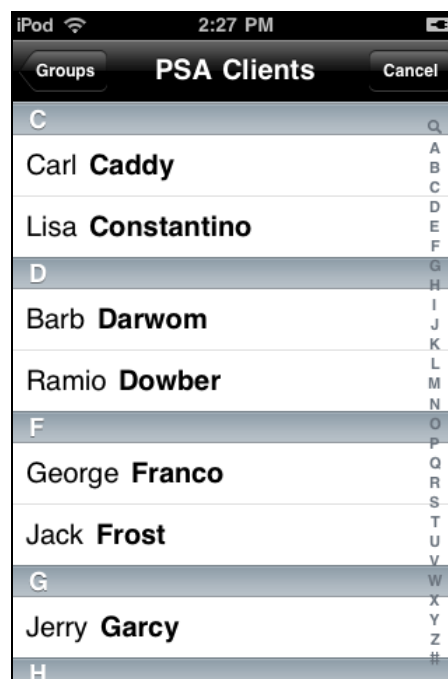 iPod 2:27 PM
Groups PSA Clients Cancel
C
Carl Caddy
Lisa Constantino
D
Barb Darwom
Ramio Dowber
F
George Franco
Jack Frost
G
Jerry Garcy
H
A
B
C
D
E
F
G
H
I
J
K
L
M
N
O
P
Q
R
S
T
U
V
W
X
Y
Z
#